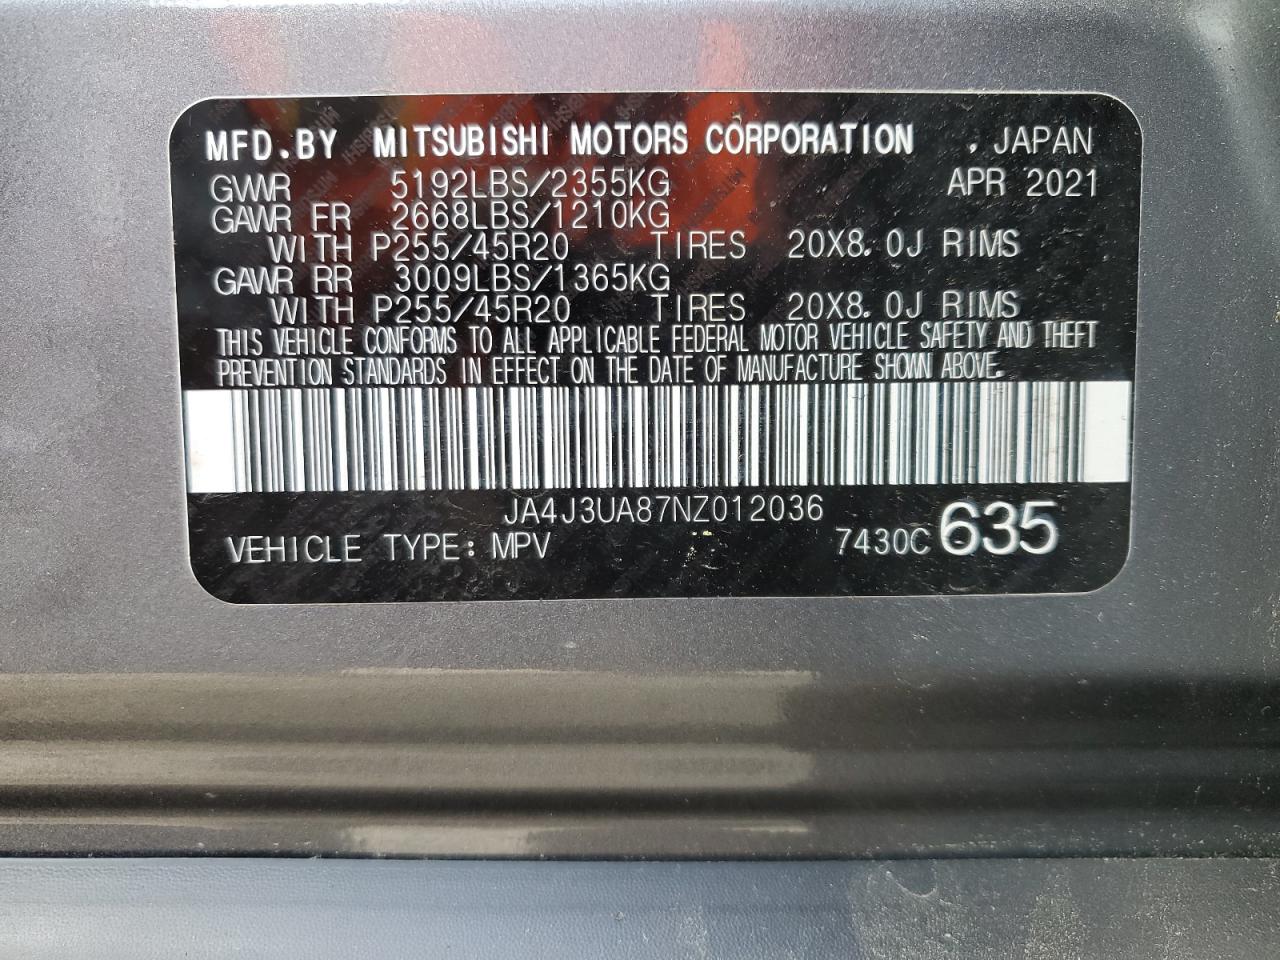 MFD.BY MITSUBISHI MOTORS CORPORATION , JAPAN
GVWR 5192LBS/2355KG APR 2021
GAWR FR 2668LBS/1210KG
WITH P255/45R20 TIRES 20X8.0J RIMS
GAWR RR 3009LBS/1365KG
WITH P255/45R20 TIRES 20X8.0J RIMS
THIS VEHICLE CONFORMS TO ALL APPLICABLE FEDERAL MOTOR VEHICLE SAFETY AND THEFT
PREVENTION STANDARDS IN EFFECT ON THE DATE OF MANUFACTURE SHOWN ABOVE.
JA4J3UA87NZ012036
VEHICLE TYPE: MPV 7430C 635